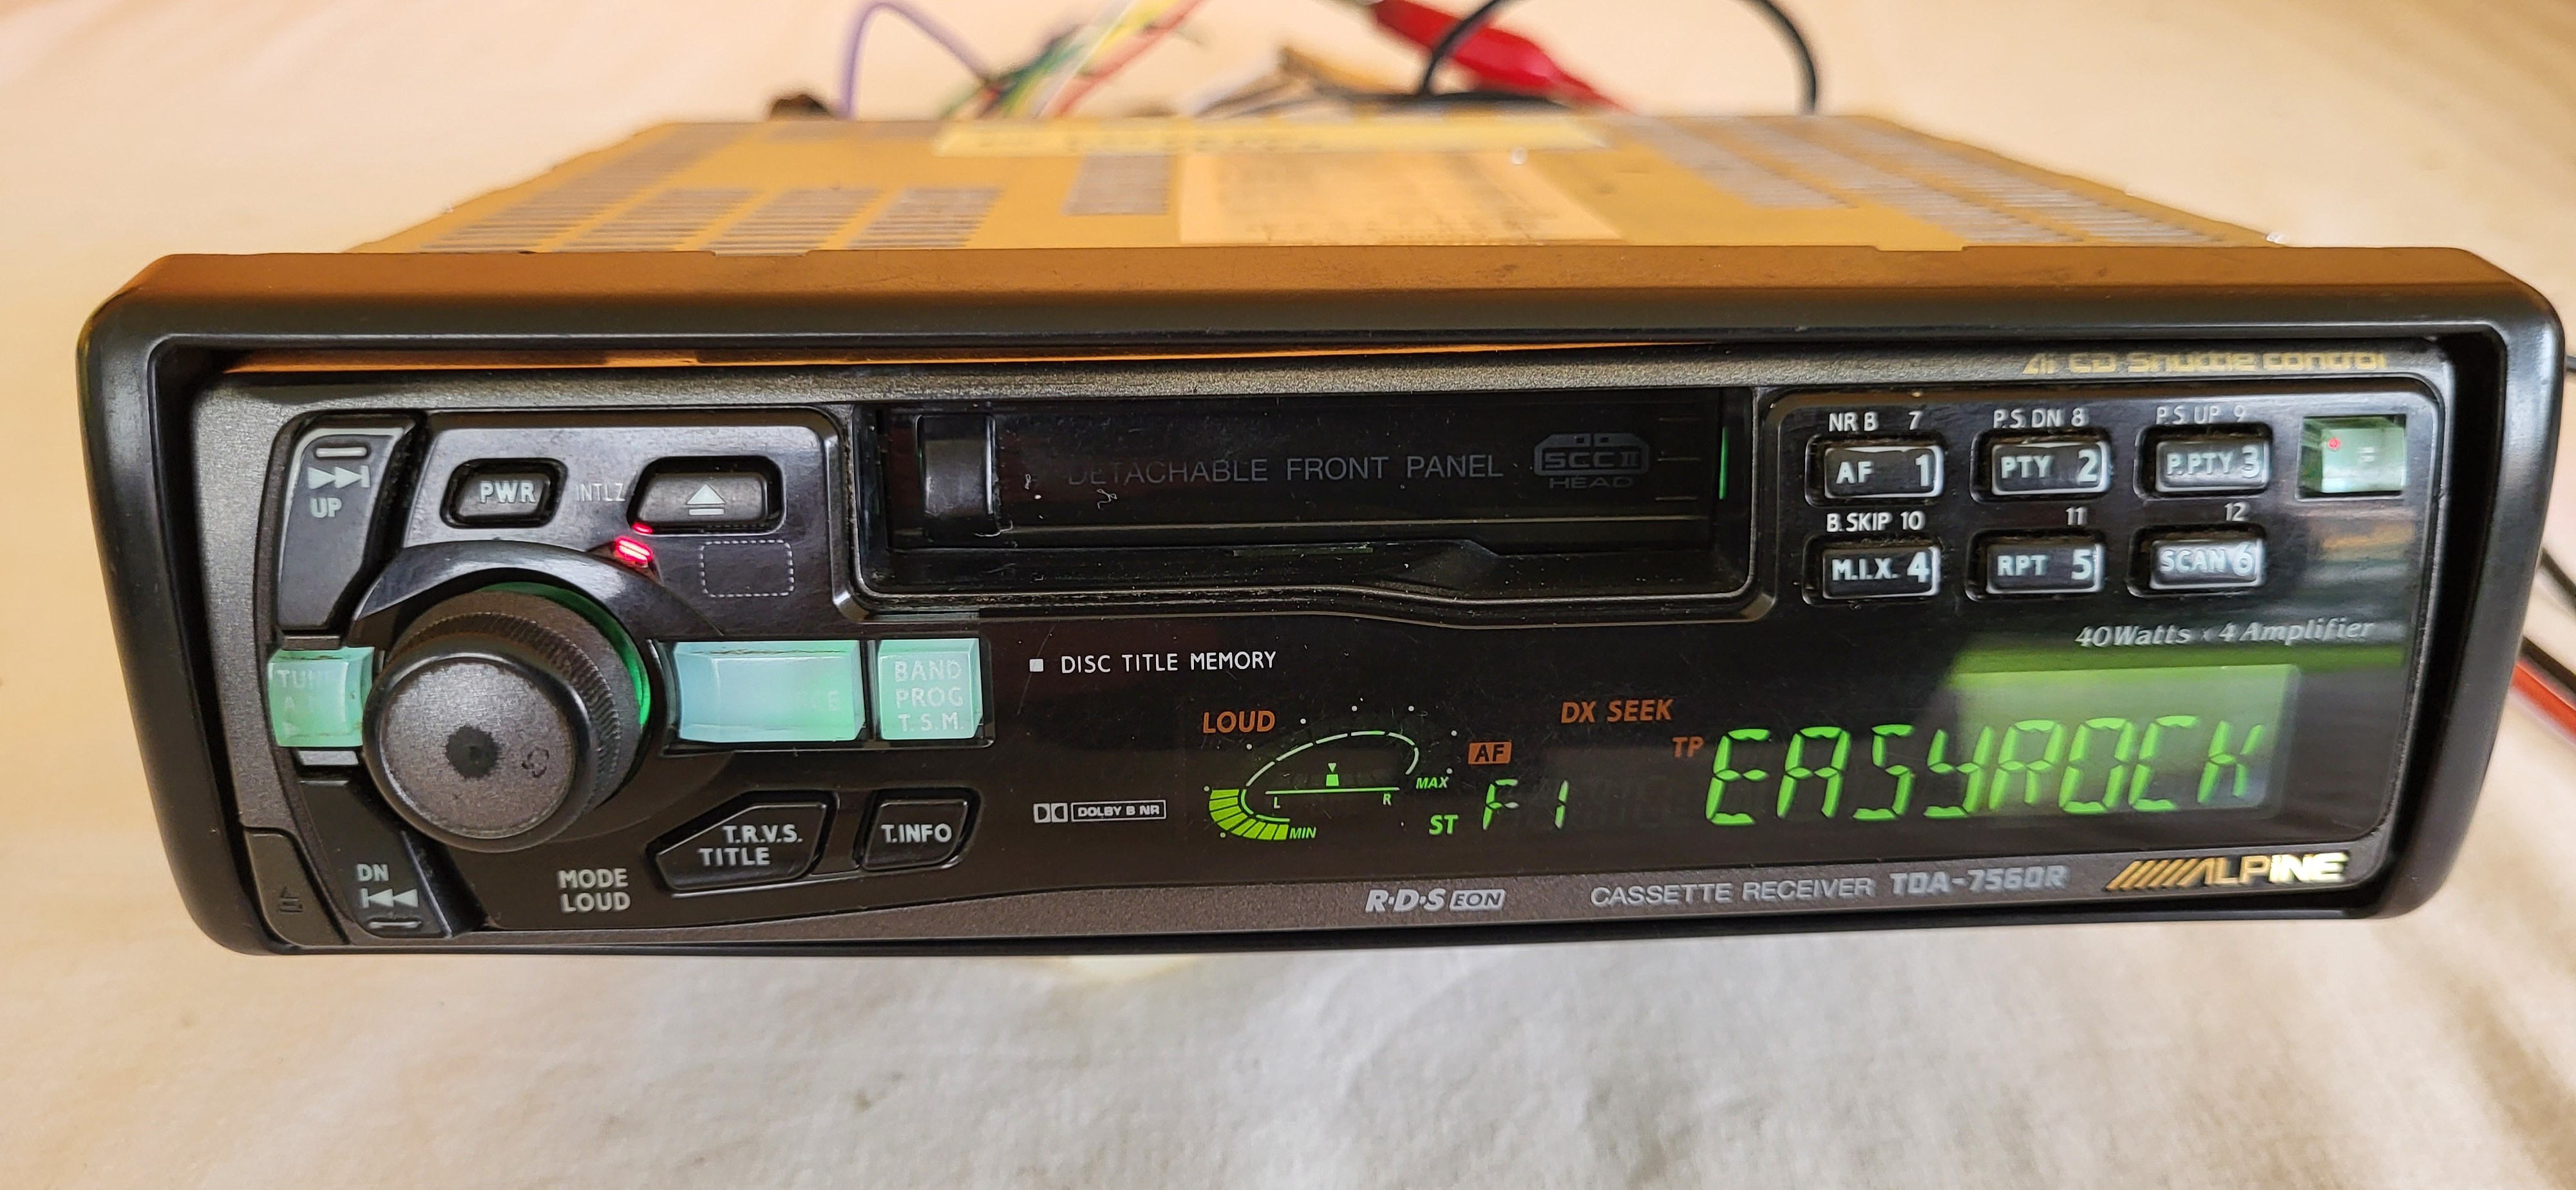 Ai CD Shuttle control
UP
PWR
INTLZ
DETACHABLE FRONT PANEL
SCC II
HEAD
NR B 7
P.S. DN 8
P.S. UP 9
AF 1
PTY 2
P.PTY 3
B. SKIP 10
11
12
M.I.X. 4
RPT 5
SCAN 6
40Watts x 4 Amplifier
BAND
PROG
T.S.M.
DISC TITLE MEMORY
LOUD
DX SEEK
AF
TP
EASYROCK
MAX
L
R
ST
F1
MIN
DOLBY B NR
T.R.V.S.
TITLE
T.INFO
DN
MODE
LOUD
R·D·S EON
CASSETTE RECEIVER TDA-7560R
ALPINE